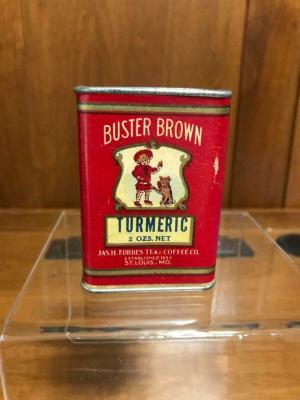 BUSTER BROWN
TURMERIC
2 OZS. NET
JAS. H. FORBES TEA & COFFEE CO.
ESTABLISHED 1853
ST. LOUIS, MO.